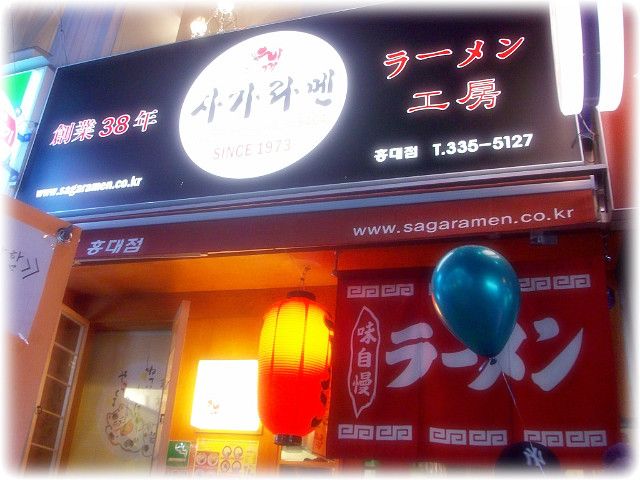 創業 38 年
사가라멘
SINCE 1973
ラーメン
工房
홍대점 T.335-5127
www.sagaramen.co.kr
홍대점
www.sagaramen.co.kr
味自慢
ラーメン